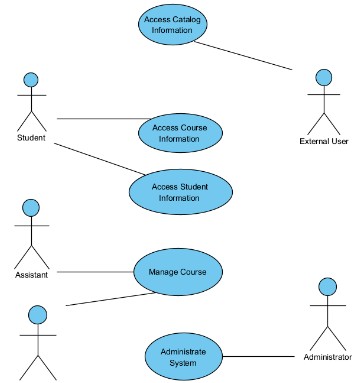 Access Catalog
Information
Student
Access Course
Information
External User
Access Student
Information
Assistant
Manage Course
Administrate
System
Administrator